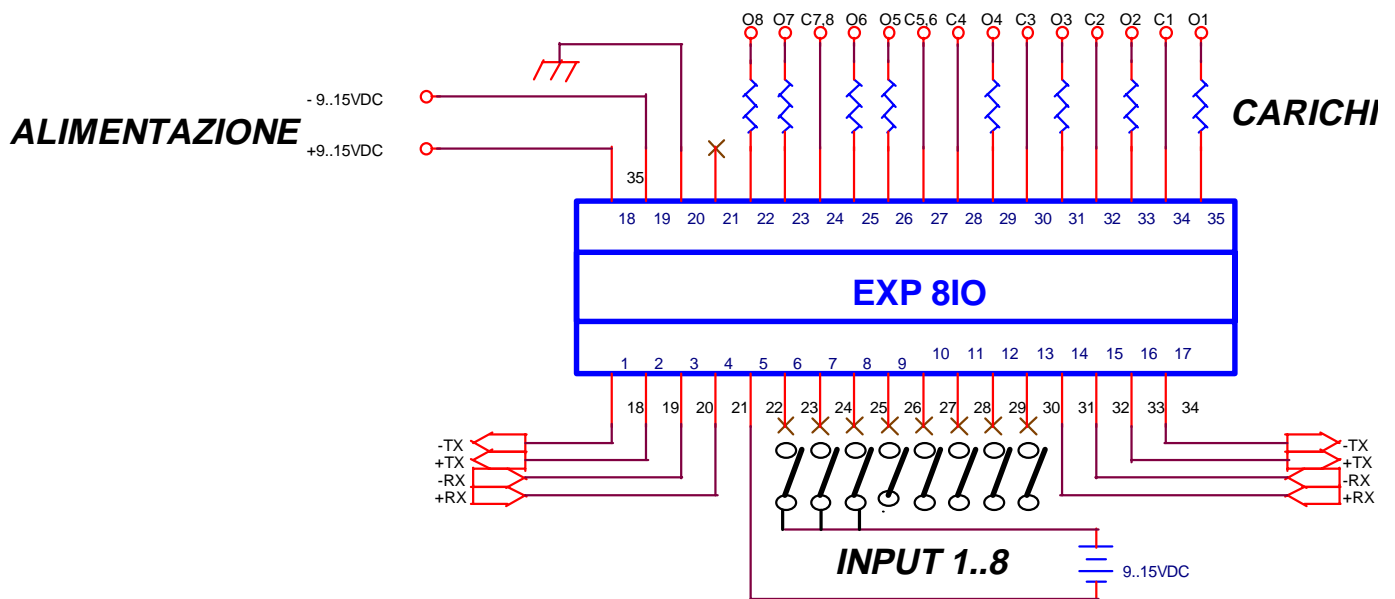 O8 O7 C7,8 O6 O5 C5,6 C4 O4 C3 O3 C2 O2 C1 O1
- 9..15VDC
ALIMENTAZIONE
+9..15VDC
CARICHI
35
18 19 20 21 22 23 24 25 26 27 28 29 30 31 32 33 34 35
EXP 8IO
1 2 3 4 5 6 7 8 9 10 11 12 13 14 15 16 17
18 19 20 21 22 23 24 25 26 27 28 29 30 31 32 33 34
-TX -TX
+TX +TX
-RX -RX
+RX +RX
INPUT 1..8
9..15VDC